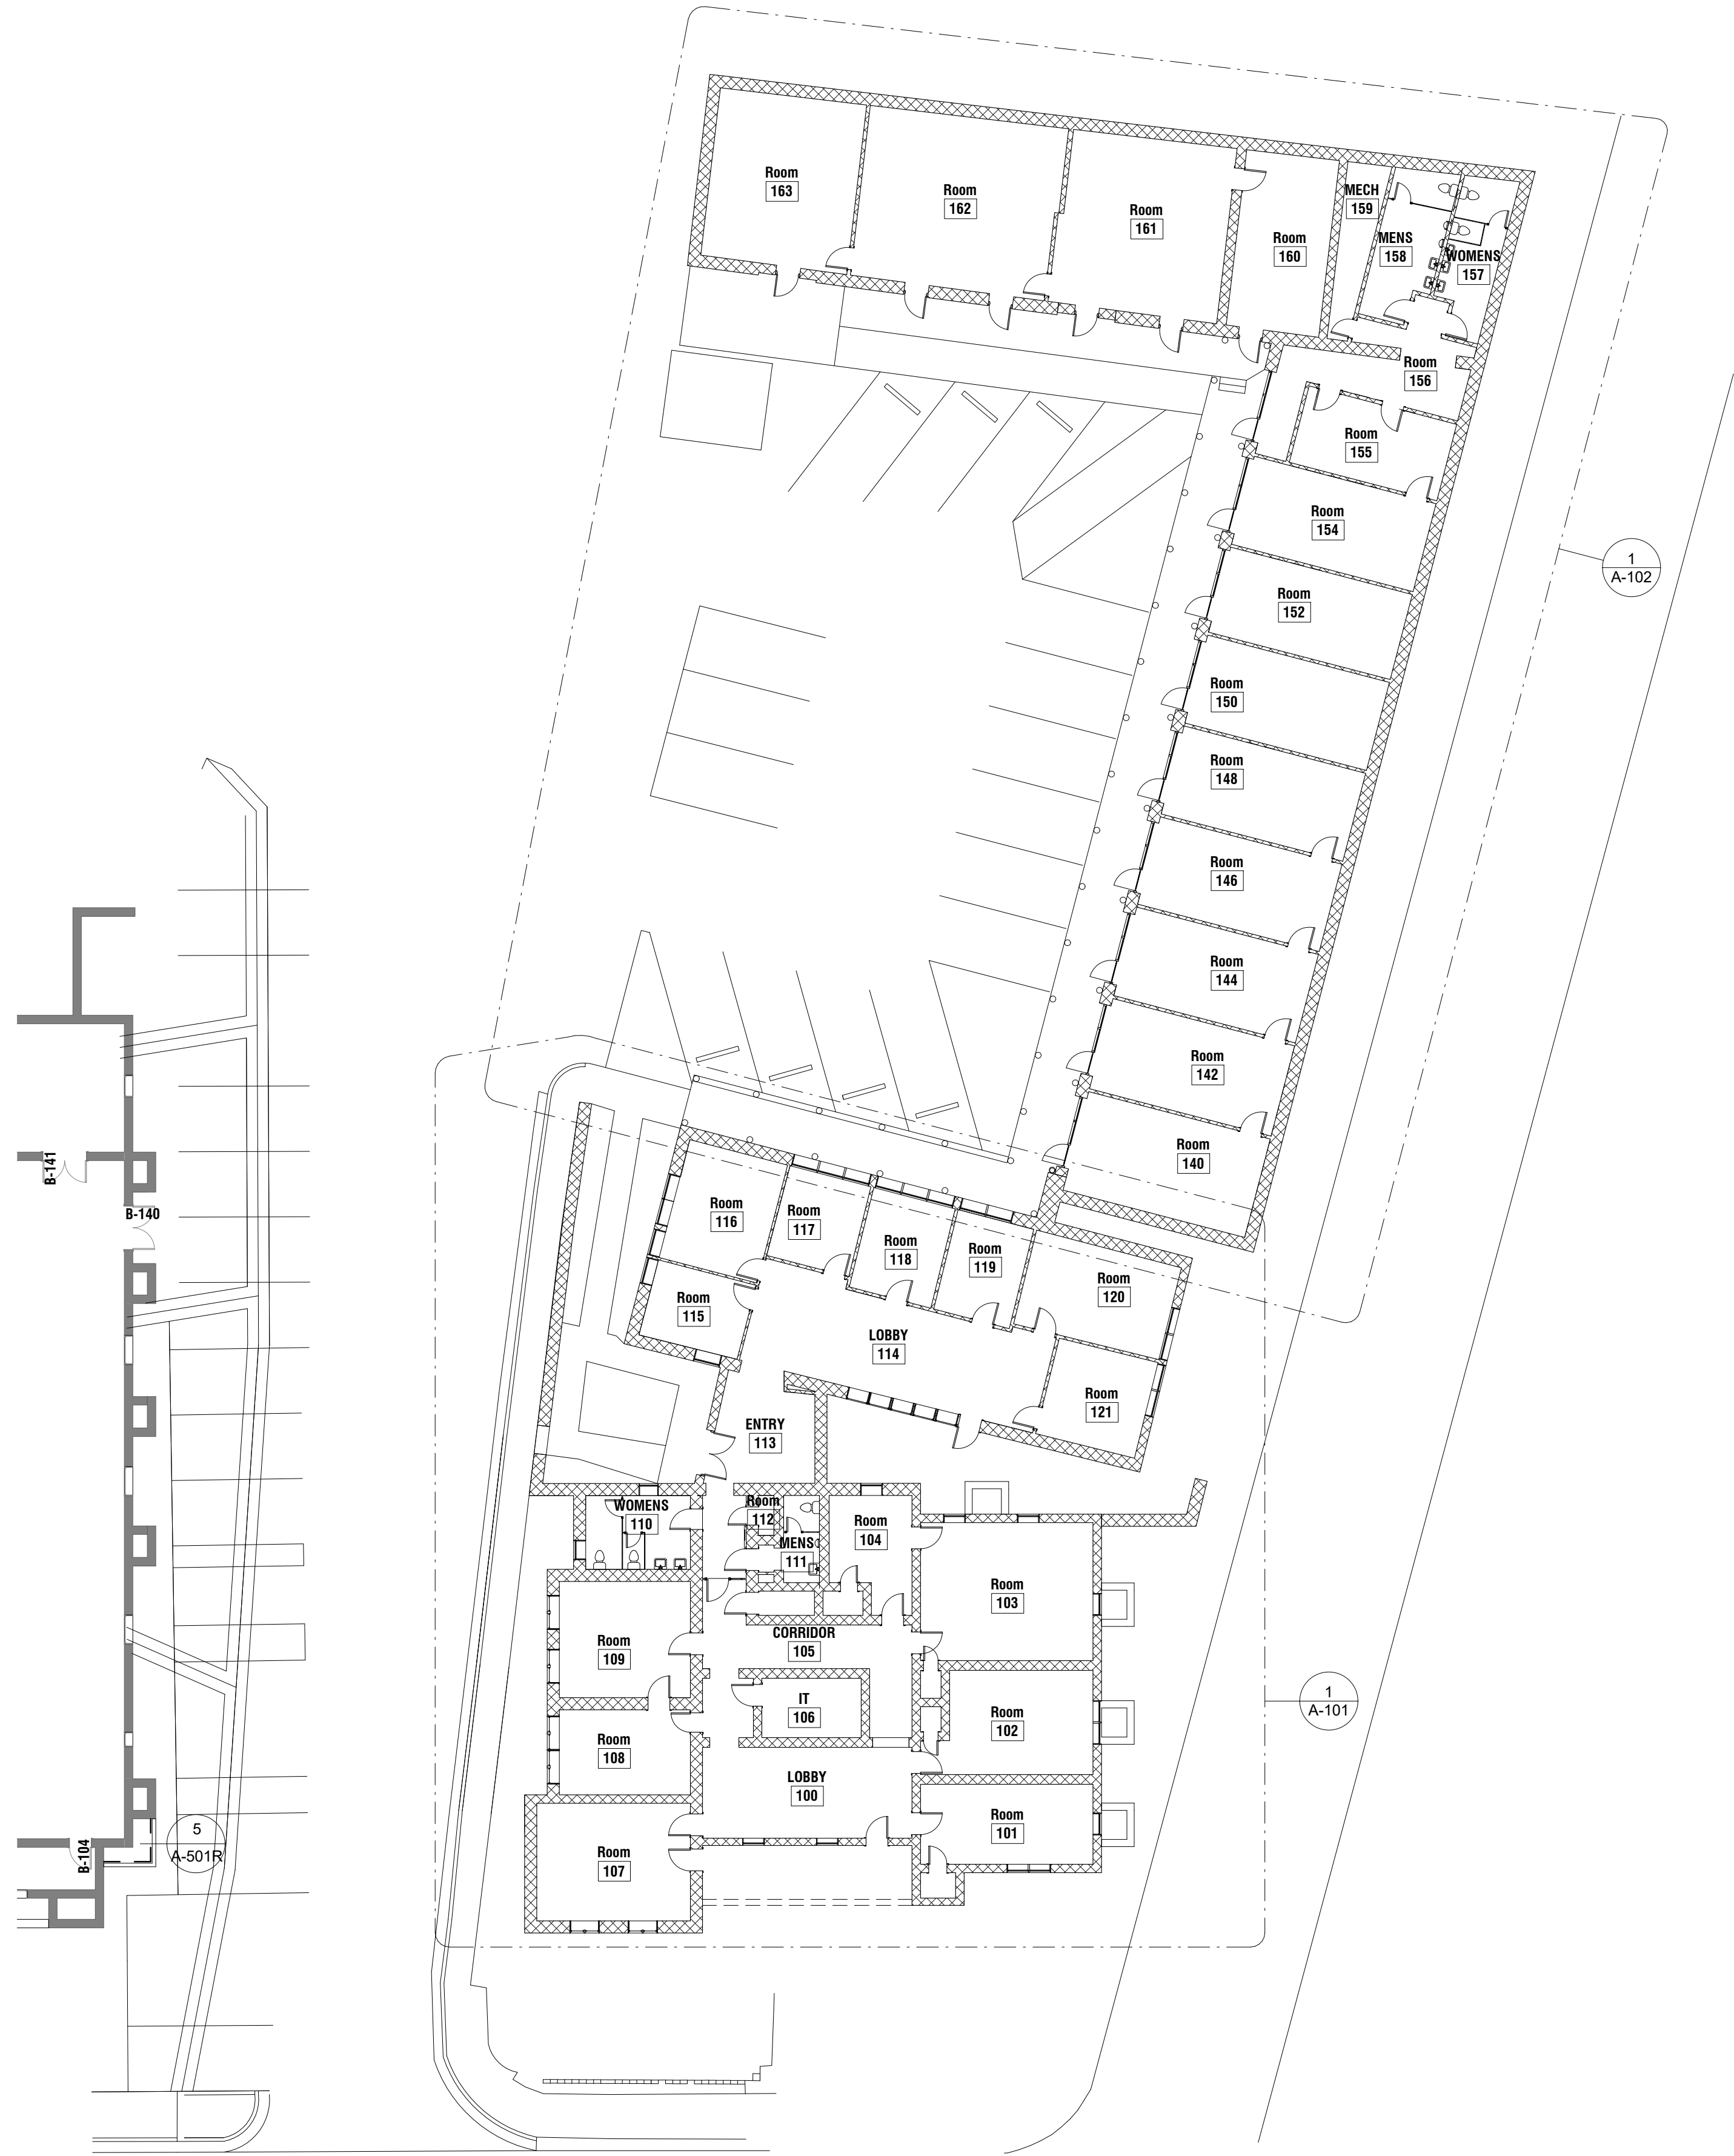 Room
163
Room
162
Room
161
Room
160
MECH
159
MENS
158
WOMENS
157
Room
156
Room
155
Room
154
1
A-102
Room
152
Room
150
Room
148
Room
146
Room
144
Room
142
Room
140
B-141
B-140
Room
116
Room
117
Room
118
Room
119
Room
120
Room
115
LOBBY
114
Room
121
ENTRY
113
WOMENS
110
Room
112
MENS
111
Room
104
Room
103
CORRIDOR
105
Room
109
IT
106
Room
102
1
A-101
Room
108
LOBBY
100
Room
101
Room
107
5
A-501R
B-104